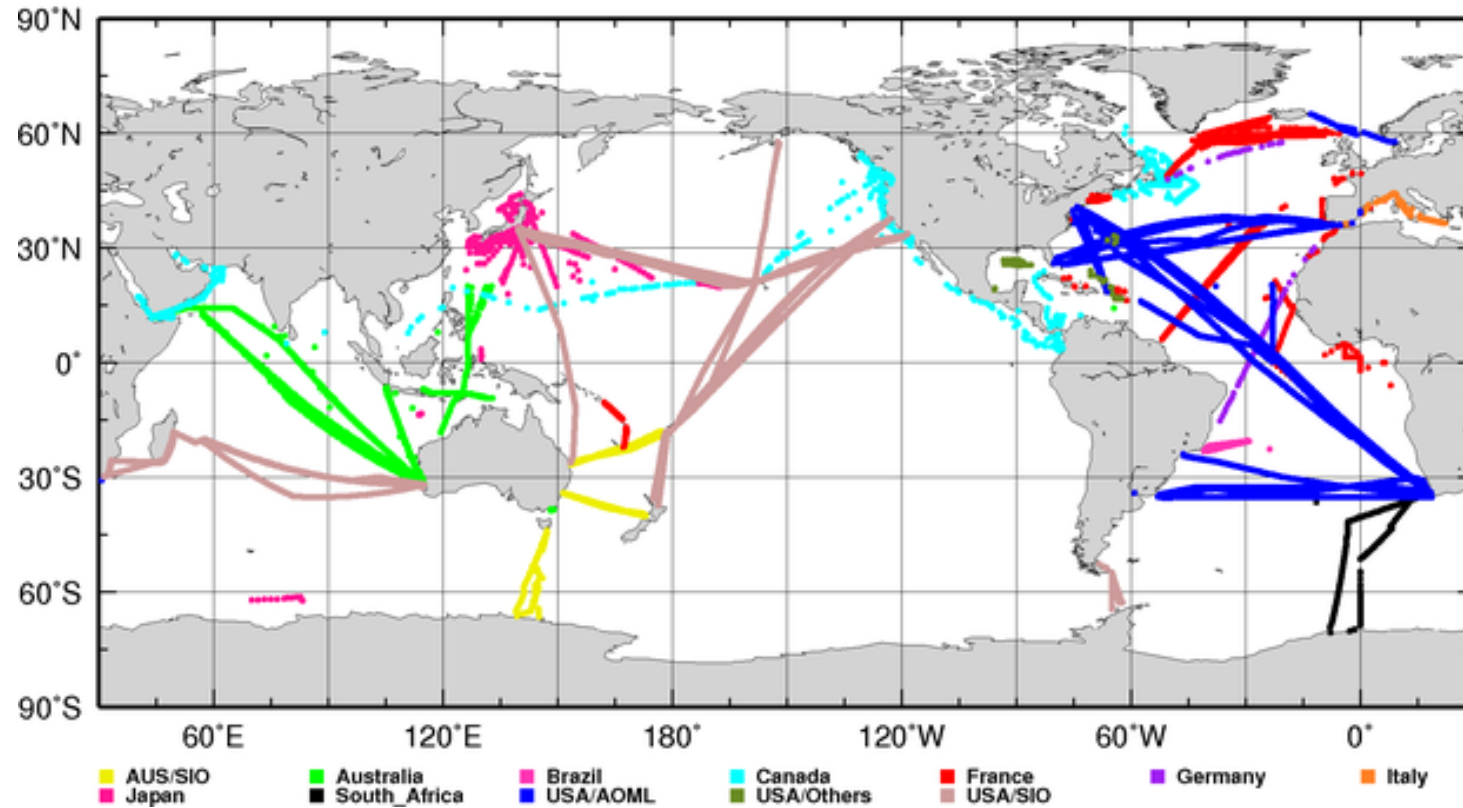 90°N
60°N
30°N
0°
30°S
60°S
90°S
60°E 120°E 180° 120°W 60°W 0°
AUS/SIO Australia Brazil Canada France Germany Italy
Japan South_Africa USA/AOML USA/Others USA/SIO